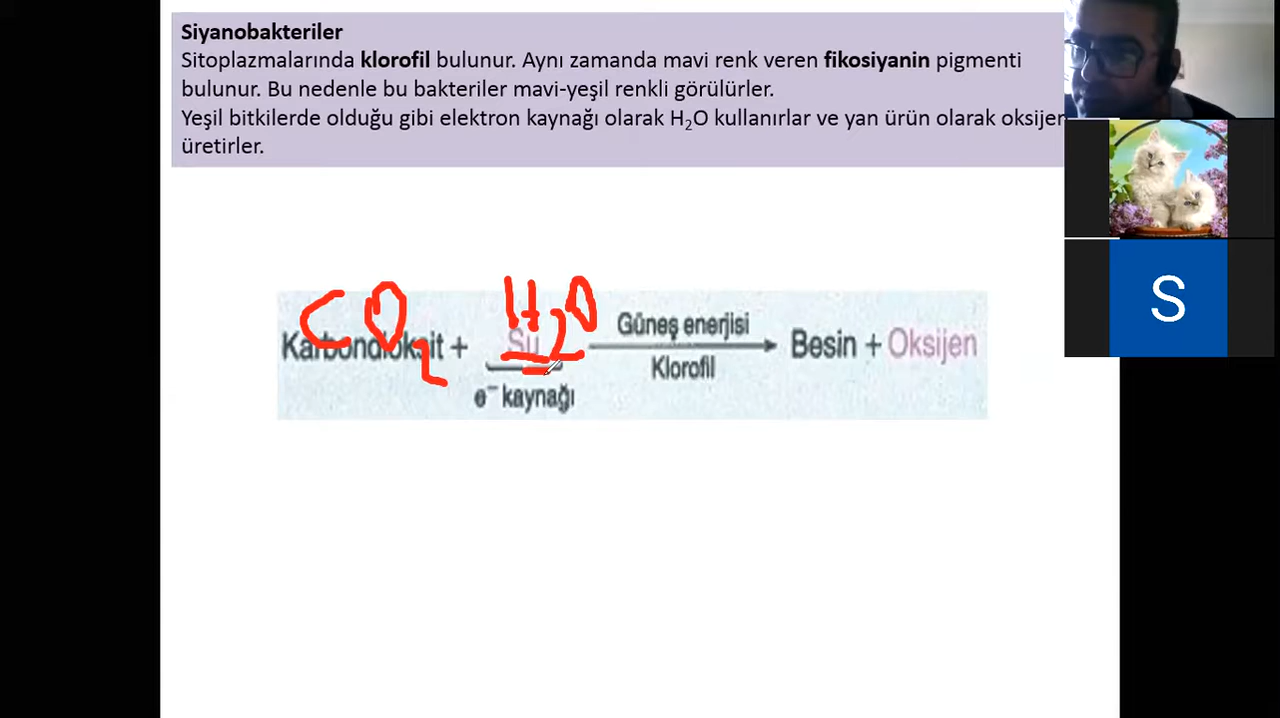 Siyanobakteriler
Sitoplazmalarında klorofil bulunur. Aynı zamanda mavi renk veren fikosiyanin pigmenti
bulunur. Bu nedenle bu bakteriler mavi-yeşil renkli görülürler.
Yeşil bitkilerde olduğu gibi elektron kaynağı olarak H₂O kullanırlar ve yan ürün olarak oksijen
üretirler.
CO₂ H₂O
Karbondioksit + Su Güneş enerjisi Besin + Oksijen
Klorofil
e⁻ kaynağı
S